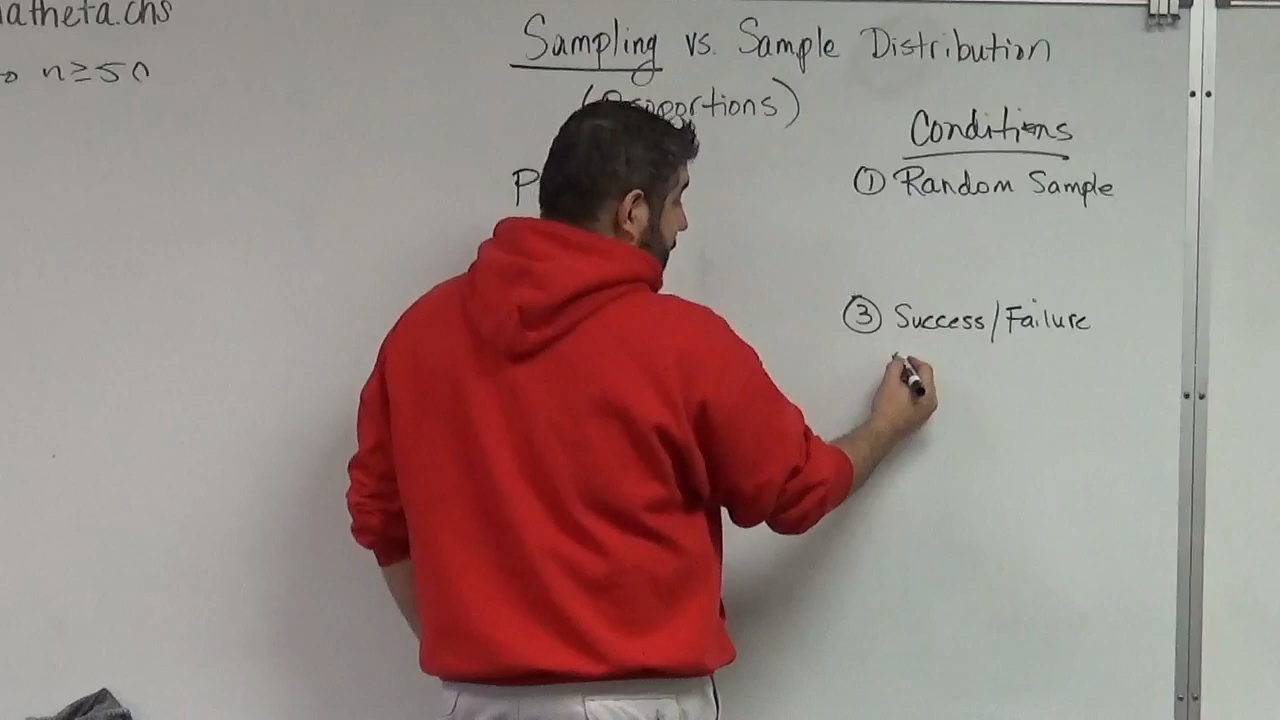 matheta.chs
n≥50
Sampling vs. Sample Distribution
(Proportions)
P
Conditions
① Random Sample
③ Success/Failure